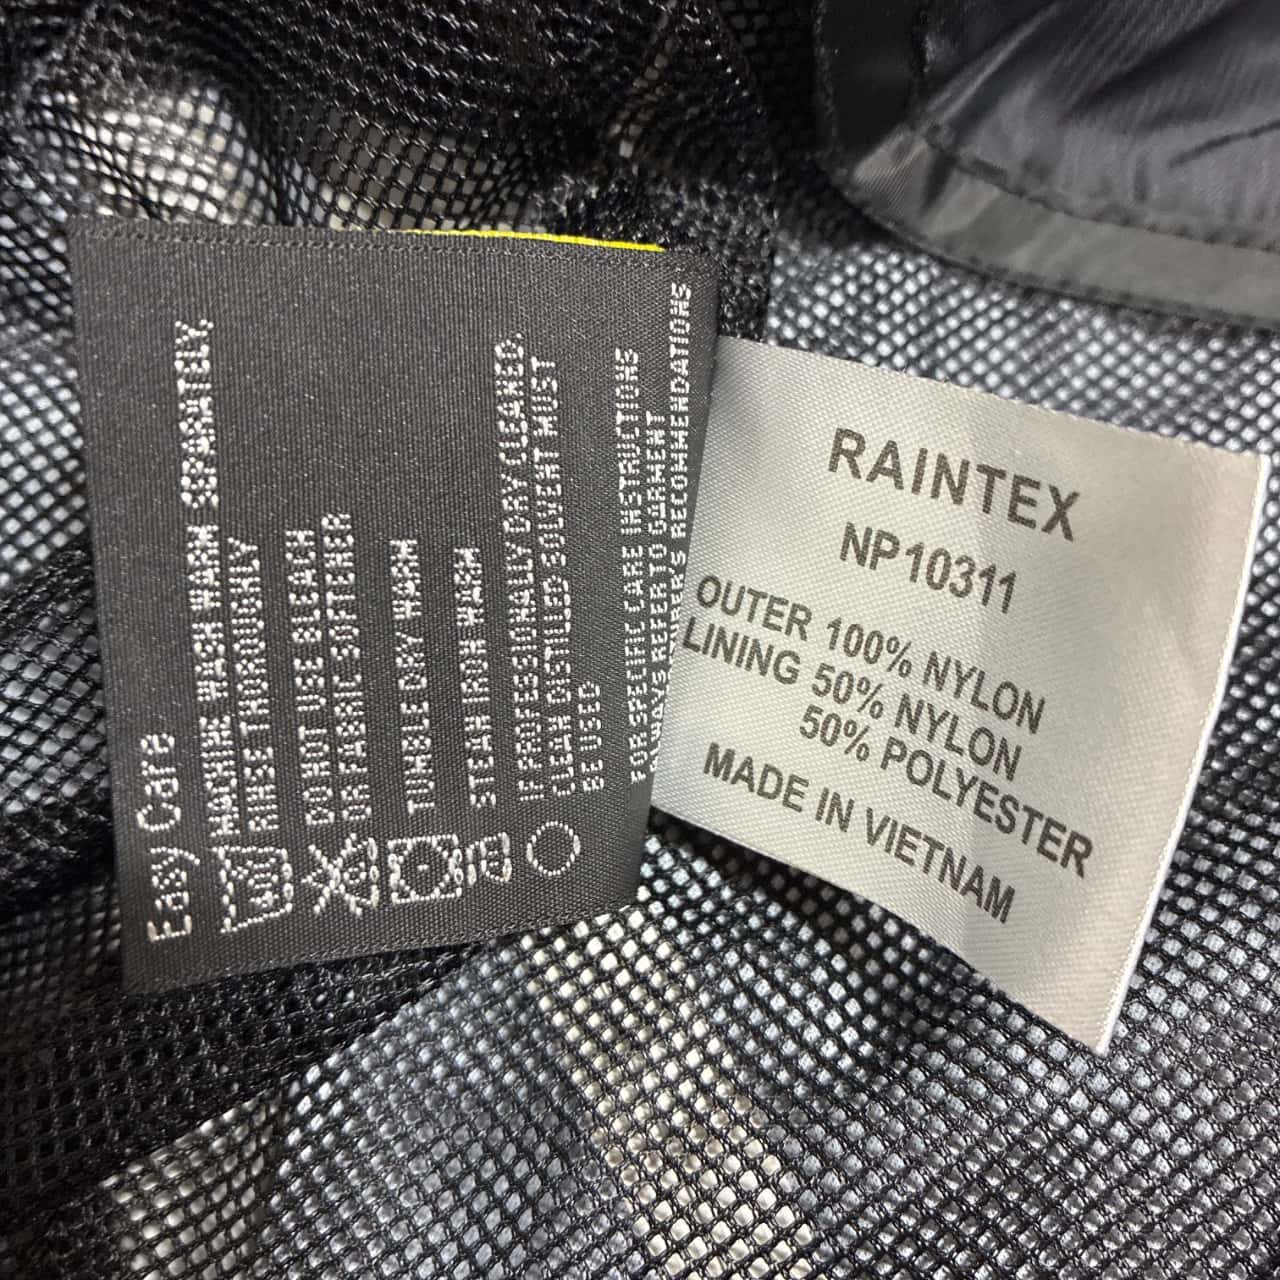 Easy Care
MACHINE WASH WARM SEPARATELY,
RINSE THOROUGHLY
DO NOT USE BLEACH
OR FABRIC SOFTENER
TUMBLE DRY WARM
STEAM IRON WARM
IF PROFESSIONALLY DRY CLEANED,
CLEAN DISTILLED SOLVENT MUST
BE USED
FOR SPECIFIC CARE INSTRUCTIONS
ALWAYS REFER TO GARMENT
RECOMMENDATIONS
RAINTEX
NP10311
OUTER 100% NYLON
LINING 50% NYLON
50% POLYESTER
MADE IN VIETNAM